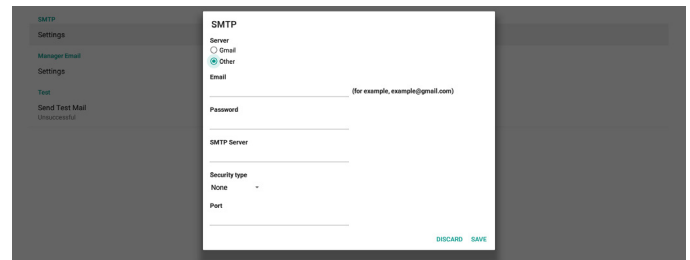 SMTP
Settings
Manager Email
Settings
Test
Send Test Mail
Unsuccessful
SMTP
Server
Gmail
Other
Email
(for example, example@gmail.com)
Password
SMTP Server
Security type
None
Port
DISCARD SAVE